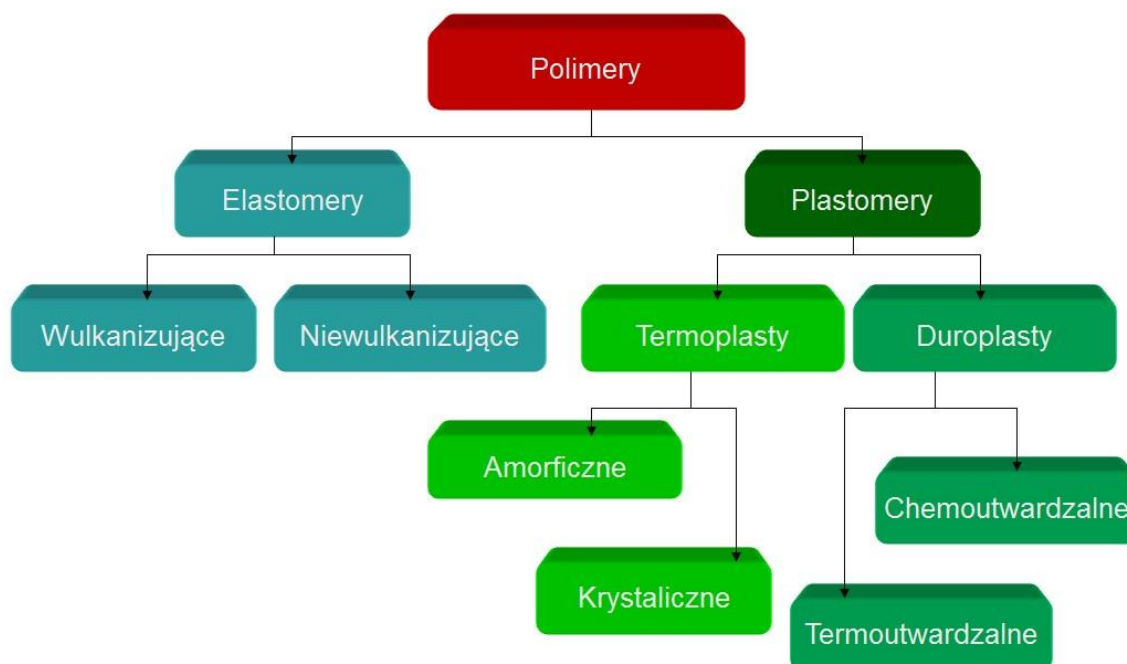 Polimery
Elastomery
Plastomery
Wulkanizujące
Niewulkanizujące
Termoplasty
Duroplasty
Amorficzne
Chemoutwardzalne
Krystaliczne
Termoutwardzalne